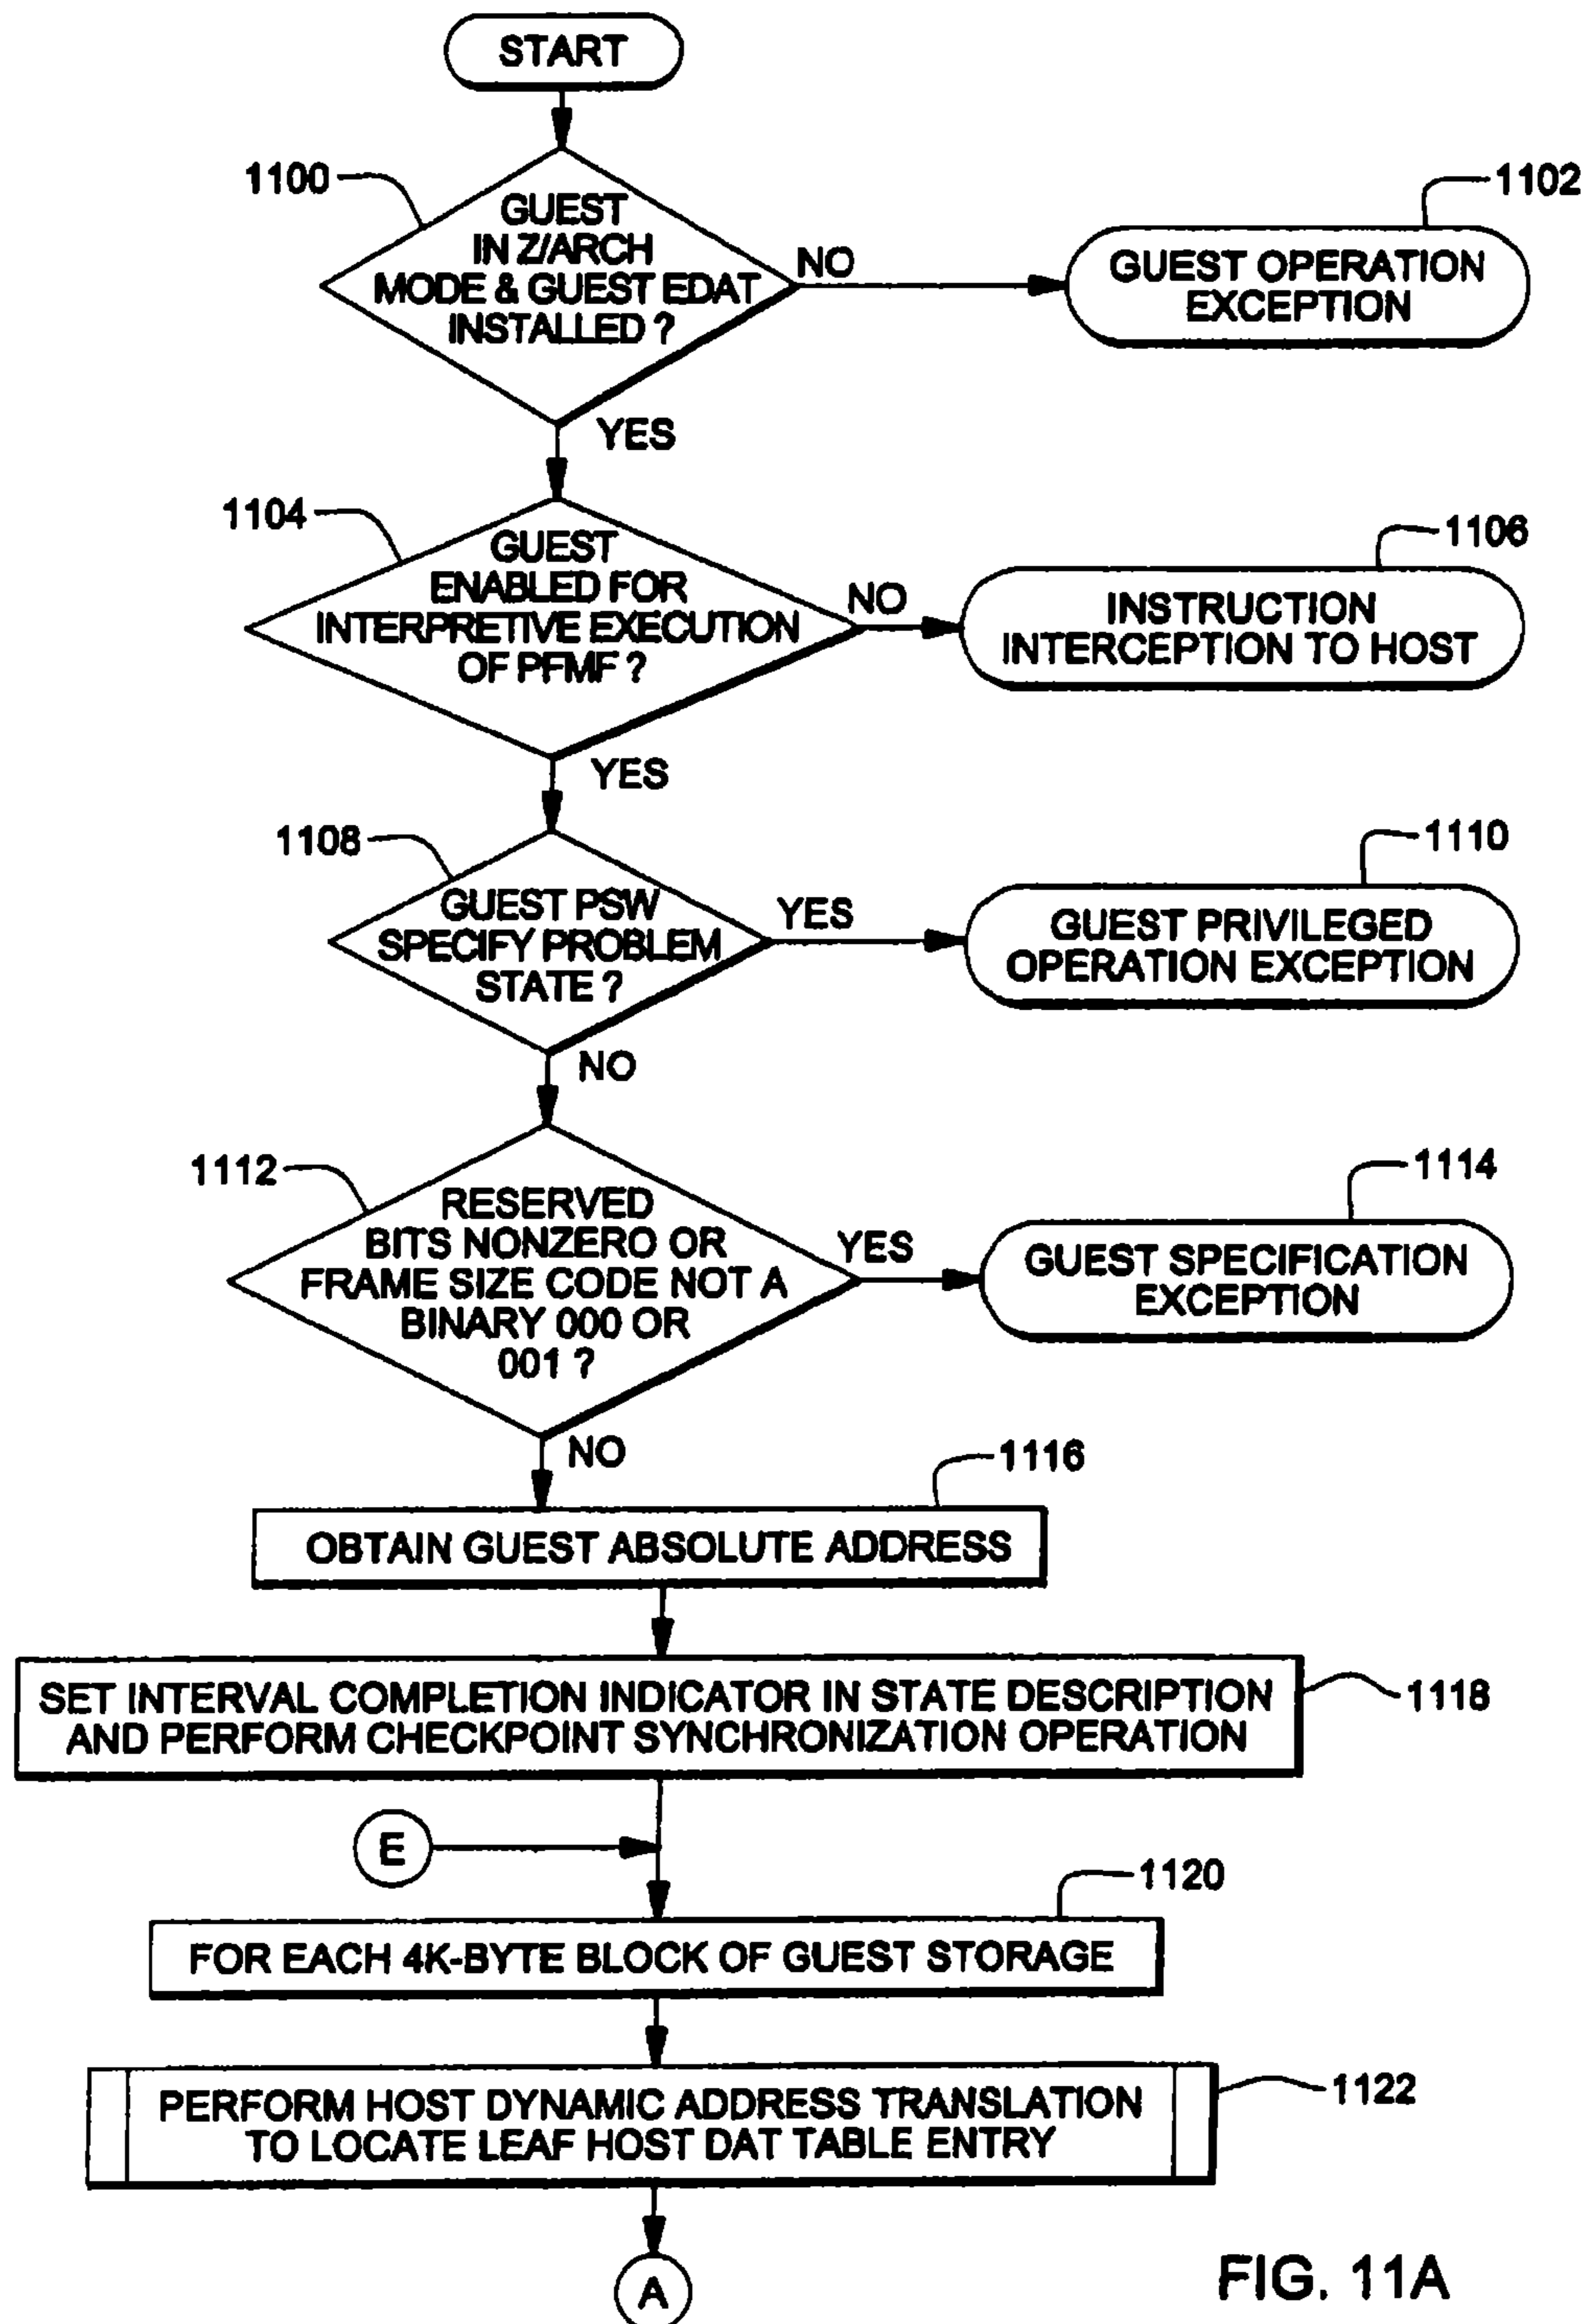 START
1100
GUEST
IN Z/ARCH
MODE & GUEST EDAT
INSTALLED ?
NO
1102
GUEST OPERATION
EXCEPTION
YES
1104
GUEST
ENABLED FOR
INTERPRETIVE EXECUTION
OF PFMF ?
NO
1106
INSTRUCTION
INTERCEPTION TO HOST
YES
1108
GUEST PSW
SPECIFY PROBLEM
STATE ?
YES
1110
GUEST PRIVILEGED
OPERATION EXCEPTION
NO
1112
RESERVED
BITS NONZERO OR
FRAME SIZE CODE NOT A
BINARY 000 OR
001 ?
YES
1114
GUEST SPECIFICATION
EXCEPTION
NO
1116
OBTAIN GUEST ABSOLUTE ADDRESS
SET INTERVAL COMPLETION INDICATOR IN STATE DESCRIPTION
AND PERFORM CHECKPOINT SYNCHRONIZATION OPERATION
1118
E
1120
FOR EACH 4K-BYTE BLOCK OF GUEST STORAGE
PERFORM HOST DYNAMIC ADDRESS TRANSLATION
TO LOCATE LEAF HOST DAT TABLE ENTRY
1122
A
FIG. 11A